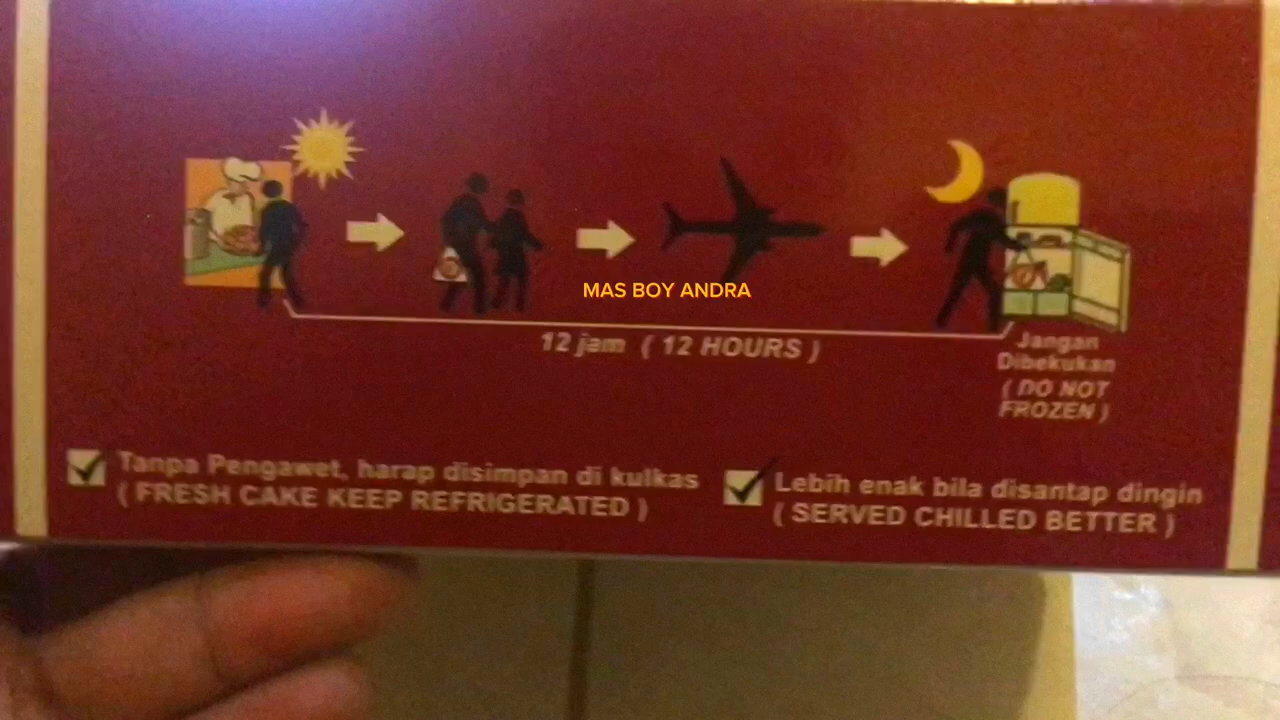 MAS BOY ANDRA
12 jam ( 12 HOURS )
Jangan
Dibekukan
( DO NOT
FROZEN )
Tanpa Pengawet, harap disimpan di kulkas
( FRESH CAKE KEEP REFRIGERATED )
Lebih enak bila disantap dingin
( SERVED CHILLED BETTER )